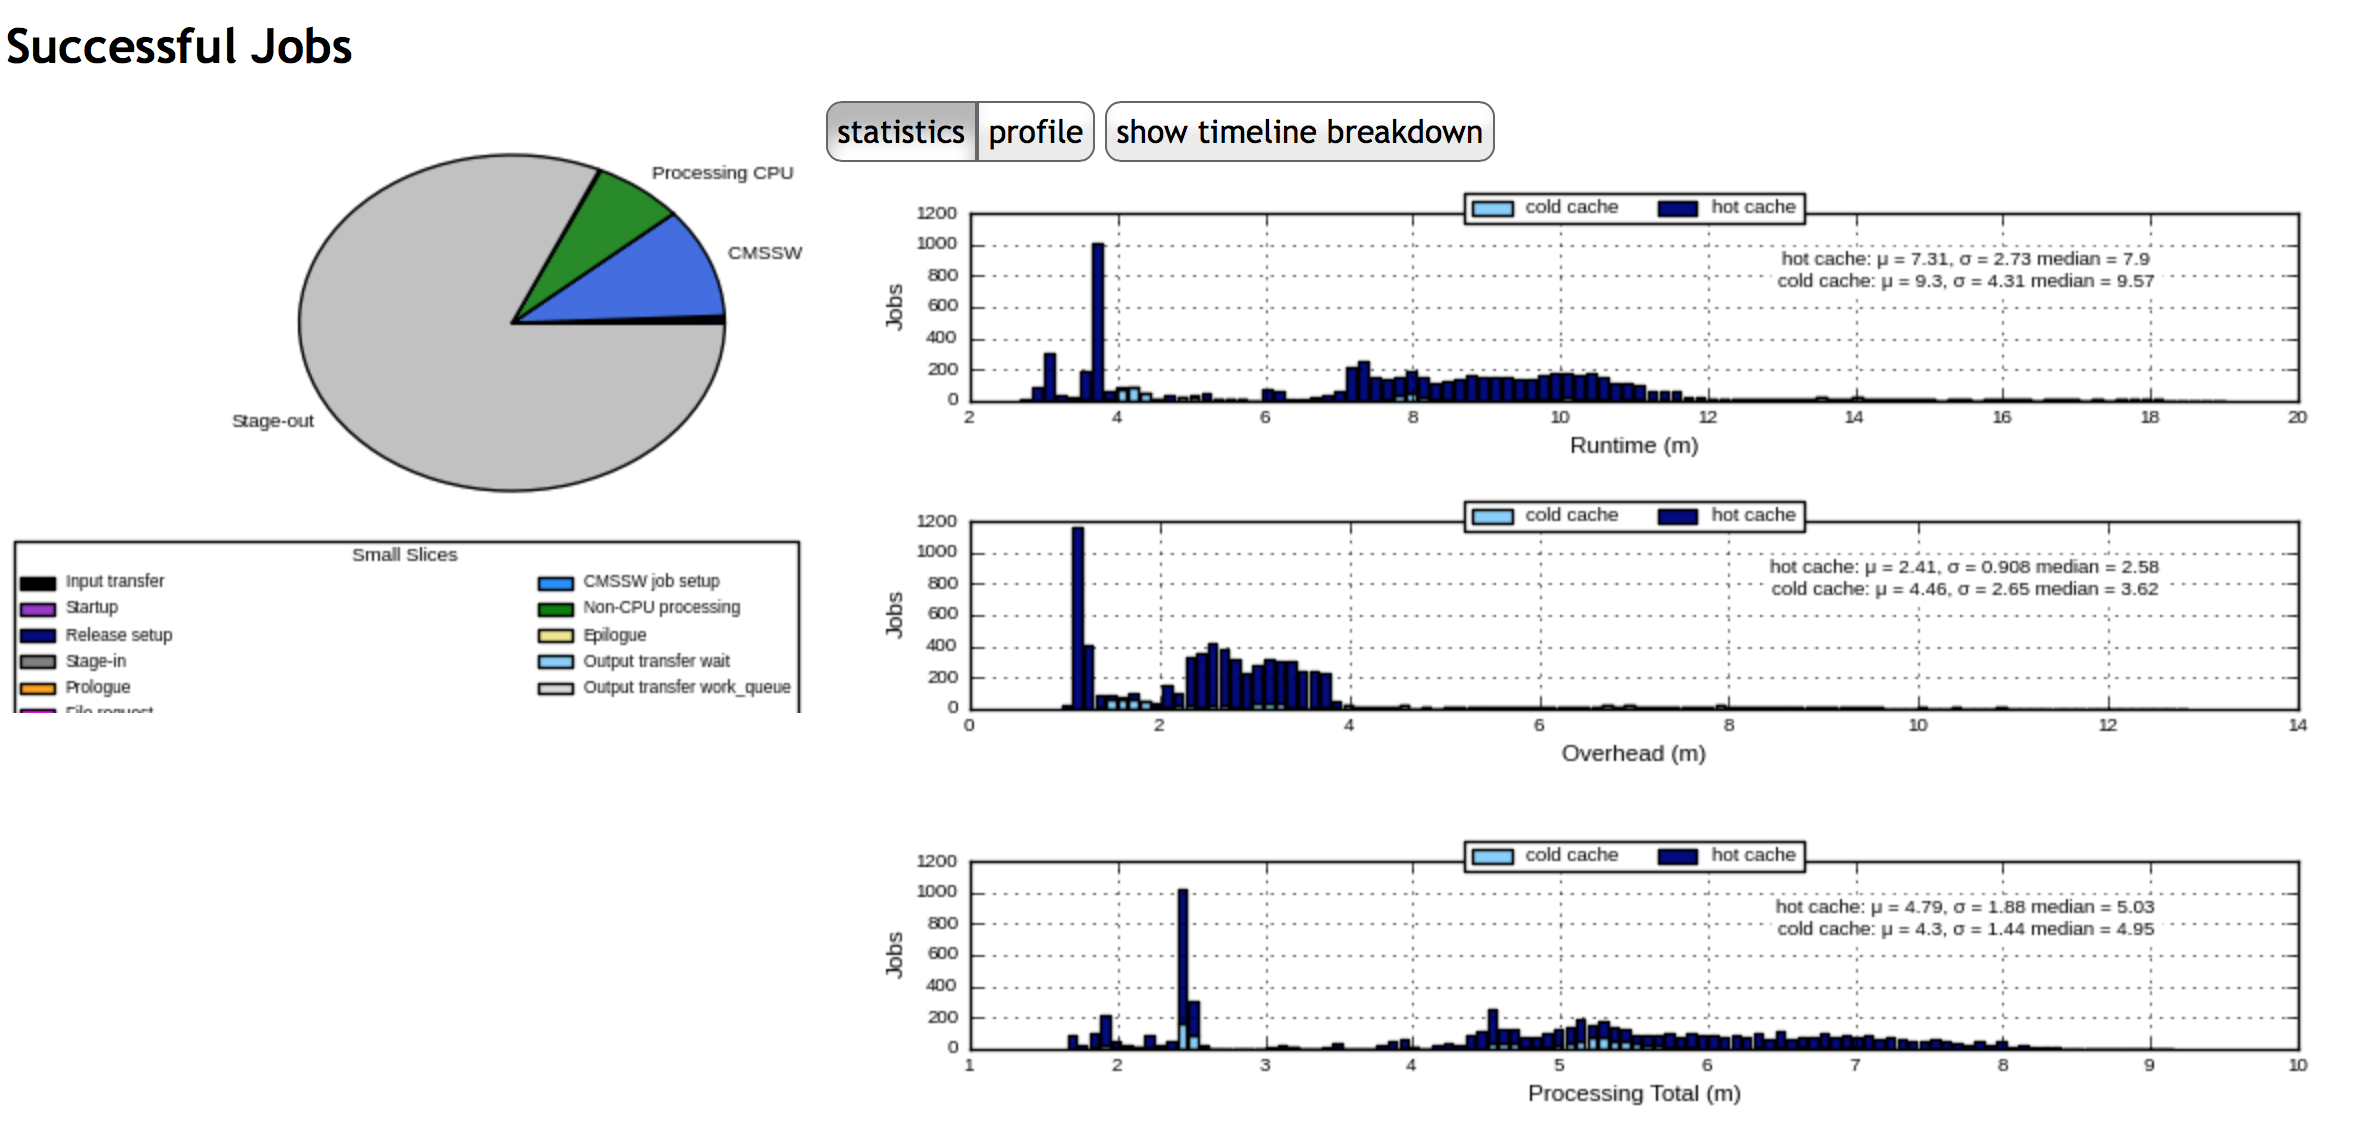 Successful Jobs
statistics
profile
show timeline breakdown
Processing CPU
CMSSW
Stage-out
Small Slices
Input transfer
Startup
Release setup
Stage-in
Prologue
File request
CMSSW job setup
Non-CPU processing
Epilogue
Output transfer wait
Output transfer work_queue
cold cache hot cache
1200
1000
800
600
400
200
0
Jobs
hot cache: μ = 7.31, σ = 2.73 median = 7.9
cold cache: μ = 9.3, σ = 4.31 median = 9.57
2 4 6 8 10 12 14 16 18 20
Runtime (m)
cold cache hot cache
1200
1000
800
600
400
200
0
Jobs
hot cache: μ = 2.41, σ = 0.908 median = 2.58
cold cache: μ = 4.46, σ = 2.65 median = 3.62
0 2 4 6 8 10 12 14
Overhead (m)
cold cache hot cache
1200
1000
800
600
400
200
0
Jobs
hot cache: μ = 4.79, σ = 1.88 median = 5.03
cold cache: μ = 4.3, σ = 1.44 median = 4.95
1 2 3 4 5 6 7 8 9 10
Processing Total (m)